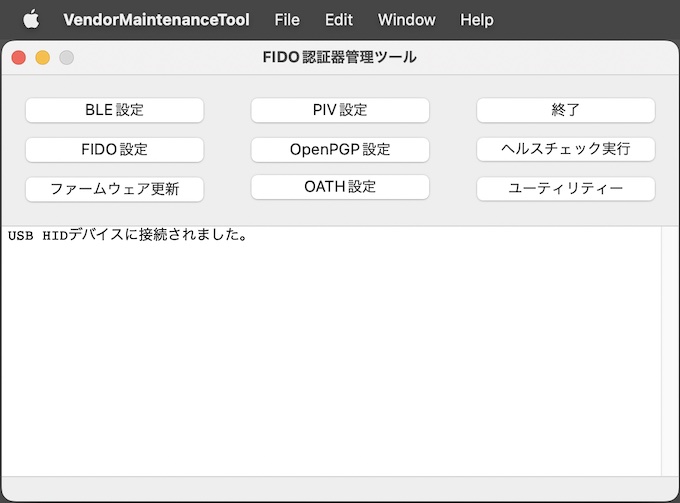 VendorMaintenanceTool File Edit Window Help
FIDO認証器管理ツール
BLE設定 PIV設定 終了
FIDO設定 OpenPGP設定 ヘルスチェック実行
ファームウェア更新 OATH設定 ユーティリティー
USB HIDデバイスに接続されました。